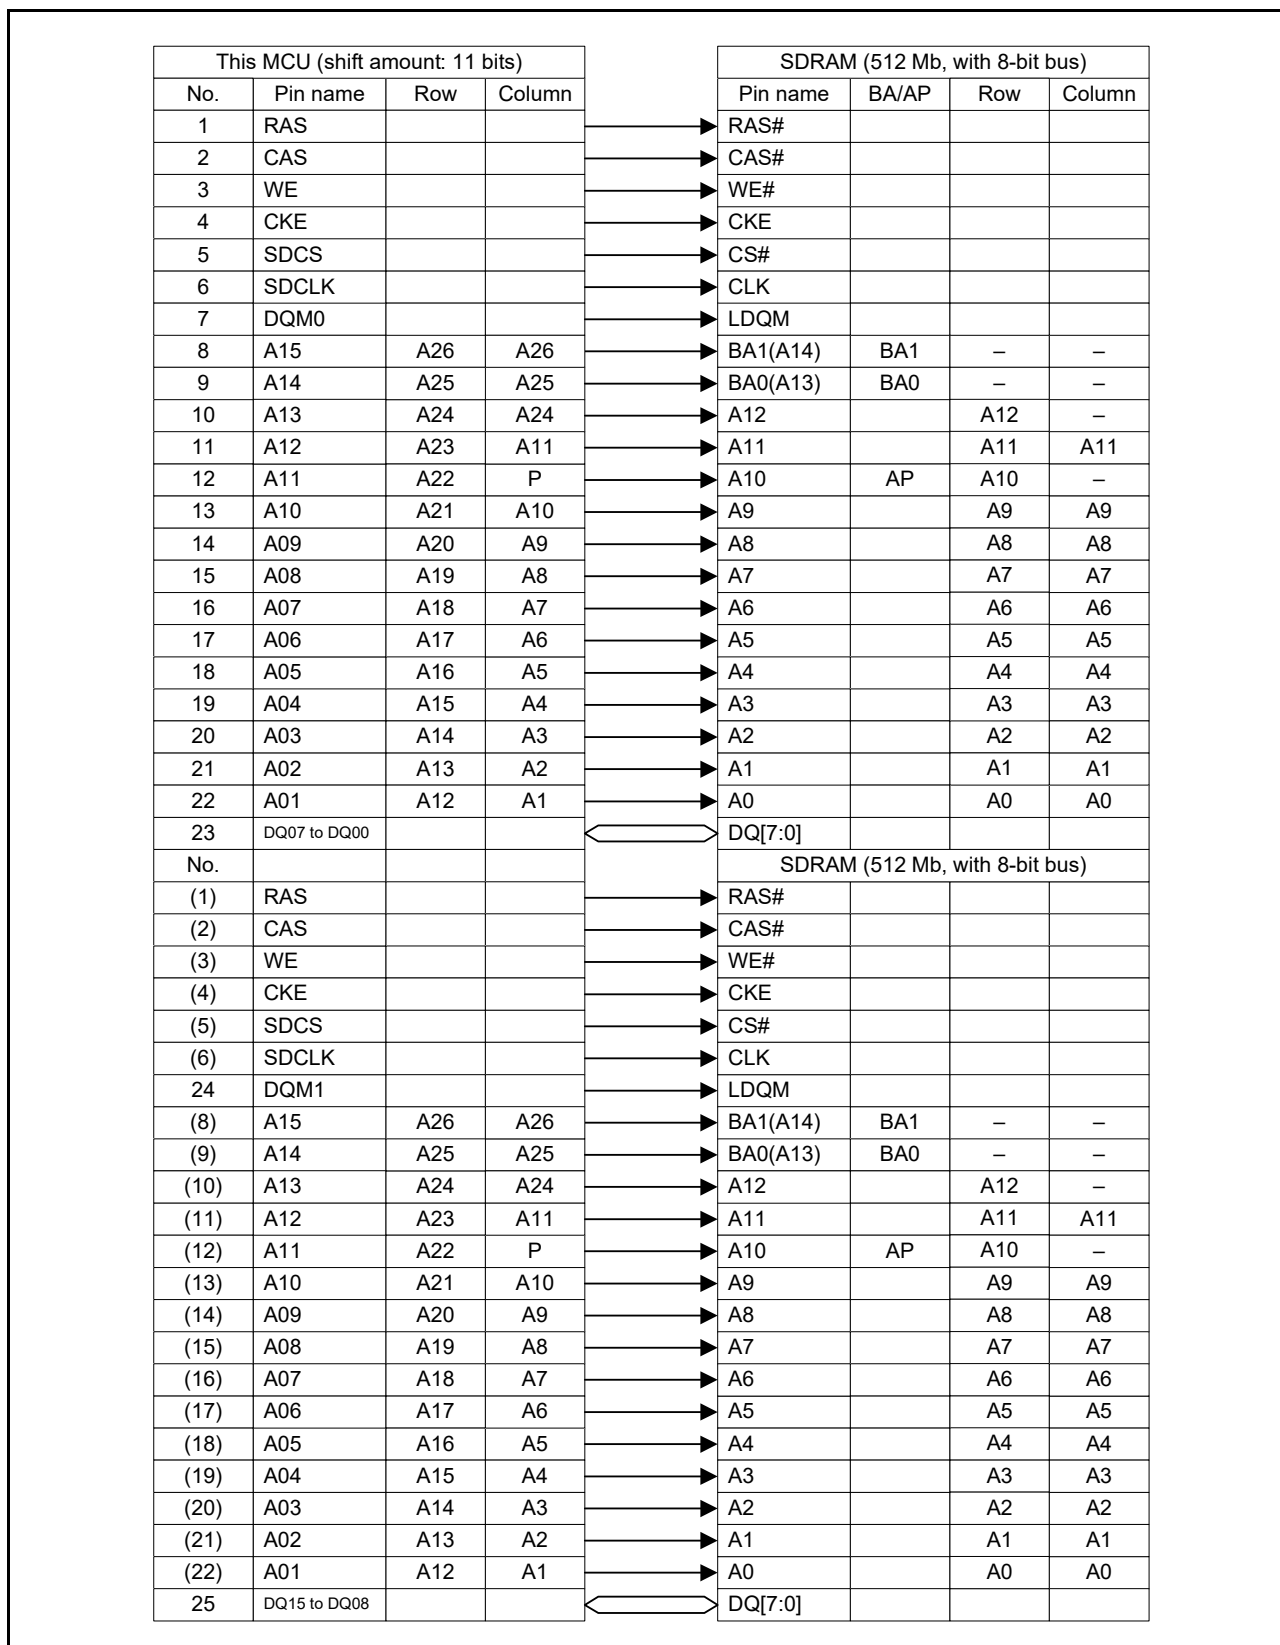 This MCU (shift amount: 11 bits) SDRAM (512 Mb, with 8-bit bus)
No. Pin name Row Column Pin name BA/AP Row Column
1 RAS RAS#
2 CAS CAS#
3 WE WE#
4 CKE CKE
5 SDCS CS#
6 SDCLK CLK
7 DQM0 LDQM
8 A15 A26 A26 BA1(A14) BA1 – –
9 A14 A25 A25 BA0(A13) BA0 – –
10 A13 A24 A24 A12 A12 –
11 A12 A23 A11 A11 A11 A11
12 A11 A22 P A10 AP A10 –
13 A10 A21 A10 A9 A9 A9
14 A09 A20 A9 A8 A8 A8
15 A08 A19 A8 A7 A7 A7
16 A07 A18 A7 A6 A6 A6
17 A06 A17 A6 A5 A5 A5
18 A05 A16 A5 A4 A4 A4
19 A04 A15 A4 A3 A3 A3
20 A03 A14 A3 A2 A2 A2
21 A02 A13 A2 A1 A1 A1
22 A01 A12 A1 A0 A0 A0
23 DQ07 to DQ00 DQ[7:0]
No. SDRAM (512 Mb, with 8-bit bus)
(1) RAS RAS#
(2) CAS CAS#
(3) WE WE#
(4) CKE CKE
(5) SDCS CS#
(6) SDCLK CLK
24 DQM1 LDQM
(8) A15 A26 A26 BA1(A14) BA1 – –
(9) A14 A25 A25 BA0(A13) BA0 – –
(10) A13 A24 A24 A12 A12 –
(11) A12 A23 A11 A11 A11 A11
(12) A11 A22 P A10 AP A10 –
(13) A10 A21 A10 A9 A9 A9
(14) A09 A20 A9 A8 A8 A8
(15) A08 A19 A8 A7 A7 A7
(16) A07 A18 A7 A6 A6 A6
(17) A06 A17 A6 A5 A5 A5
(18) A05 A16 A5 A4 A4 A4
(19) A04 A15 A4 A3 A3 A3
(20) A03 A14 A3 A2 A2 A2
(21) A02 A13 A2 A1 A1 A1
(22) A01 A12 A1 A0 A0 A0
25 DQ15 to DQ08 DQ[7:0]